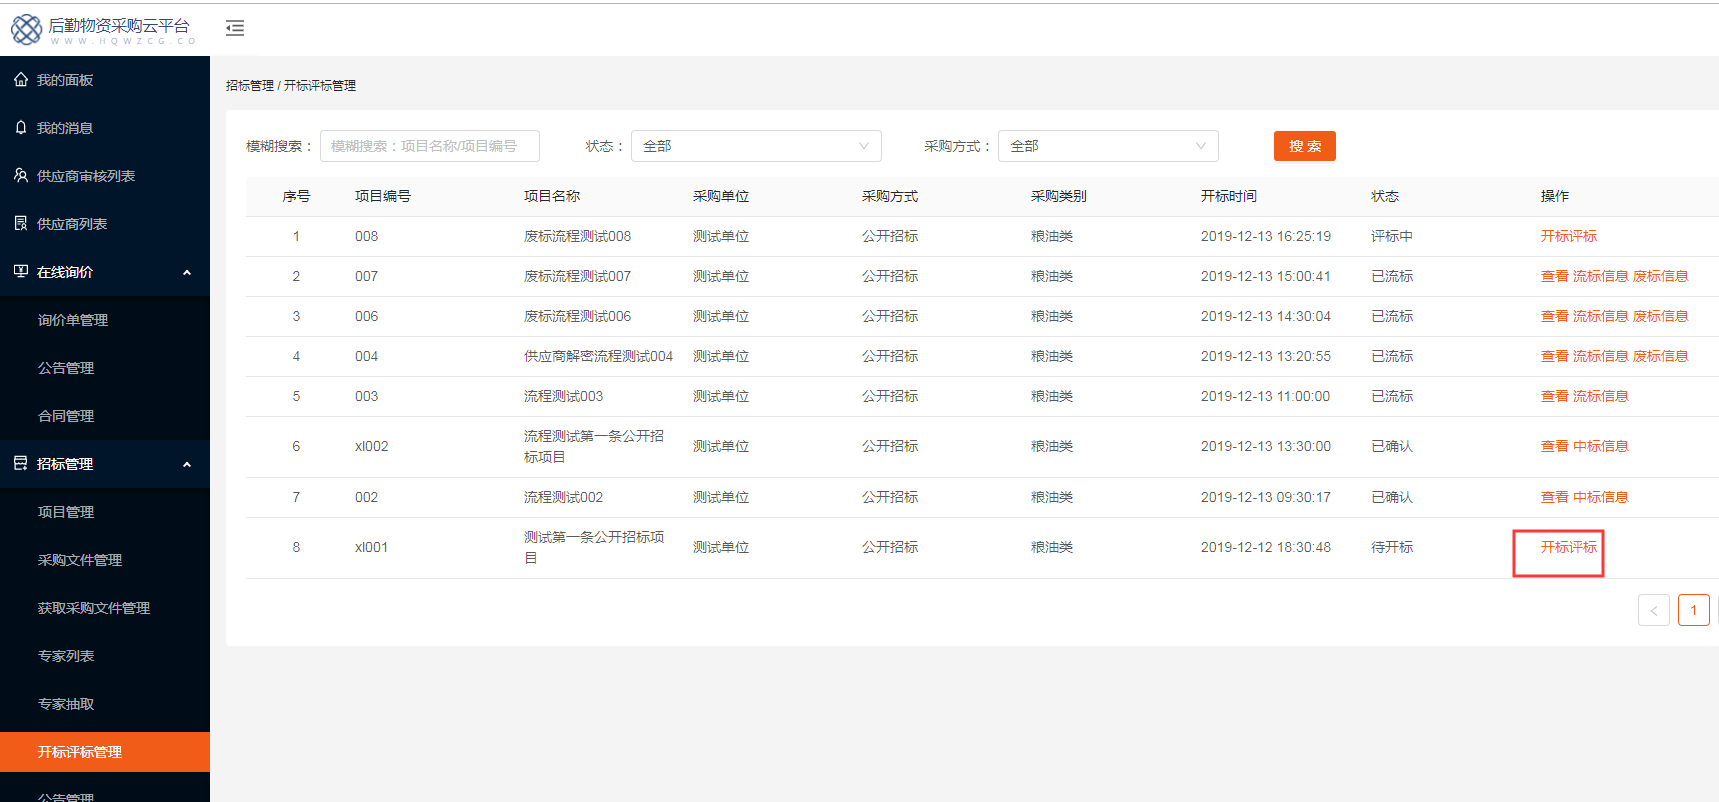 后勤物资采购云平台
WWW.HQWZCG.CO
我的面板
我的消息
供应商审核列表
供应商列表
在线询价
询价单管理
公告管理
合同管理
招标管理
项目管理
采购文件管理
获取采购文件管理
专家列表
专家抽取
开标评标管理
公告管理
招标管理 / 开标评标管理
模糊搜索： 模糊搜索：项目名称/项目编号 状态： 全部 采购方式： 全部 搜 索
序号 项目编号 项目名称 采购单位 采购方式 采购类别 开标时间 状态 操作
1 008 废标流程测试008 测试单位 公开招标 粮油类 2019-12-13 16:25:19 评标中 开标评标
2 007 废标流程测试007 测试单位 公开招标 粮油类 2019-12-13 15:00:41 已流标 查看 流标信息 废标信息
3 006 废标流程测试006 测试单位 公开招标 粮油类 2019-12-13 14:30:04 已流标 查看 流标信息 废标信息
4 004 供应商解密流程测试004 测试单位 公开招标 粮油类 2019-12-13 13:20:55 已流标 查看 流标信息 废标信息
5 003 流程测试003 测试单位 公开招标 粮油类 2019-12-13 11:00:00 已流标 查看 流标信息
6 xl002 流程测试第一条公开招 测试单位 公开招标 粮油类 2019-12-13 13:30:00 已确认 查看 中标信息
标项目
7 002 流程测试002 测试单位 公开招标 粮油类 2019-12-13 09:30:17 已确认 查看 中标信息
8 xl001 测试第一条公开招标项 测试单位 公开招标 粮油类 2019-12-12 18:30:48 待开标 开标评标
目
< 1